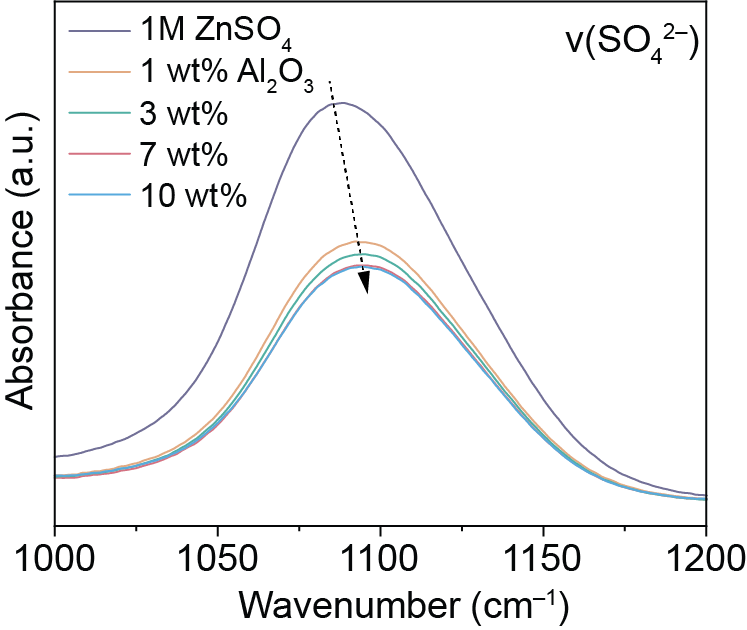 1M ZnSO₄
1 wt% Al₂O₃
3 wt%
7 wt%
10 wt%
v(SO₄²⁻)
Absorbance (a.u.)
1000 1050 1100 1150 1200
Wavenumber (cm⁻¹)